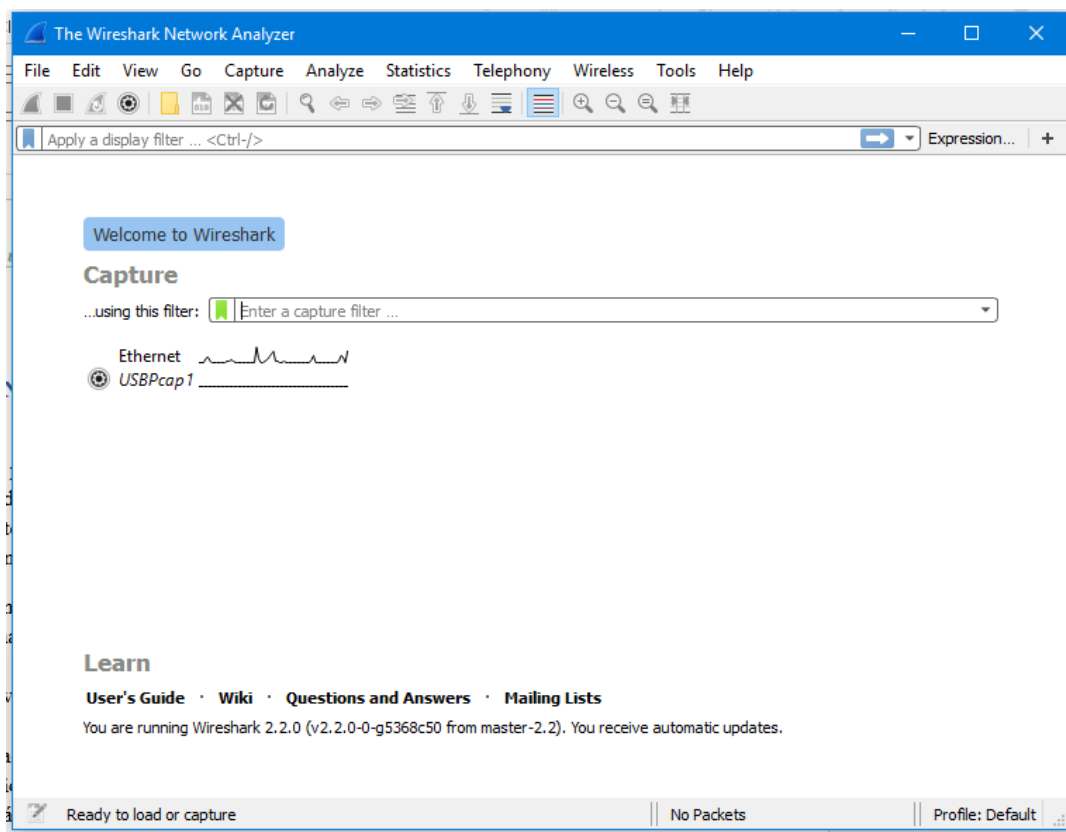 The Wireshark Network Analyzer
File Edit View Go Capture Analyze Statistics Telephony Wireless Tools Help
Apply a display filter ... <Ctrl-/>
Expression...
+
Welcome to Wireshark
Capture
...using this filter:
Enter a capture filter ...
Ethernet
USBPcap1
Learn
User's Guide · Wiki · Questions and Answers · Mailing Lists
You are running Wireshark 2.2.0 (v2.2.0-0-g5368c50 from master-2.2). You receive automatic updates.
Ready to load or capture
No Packets
Profile: Default